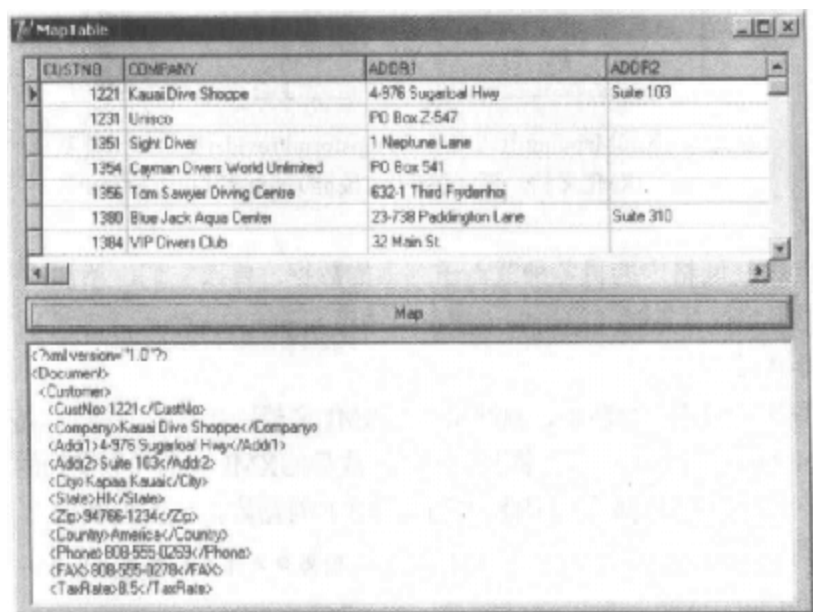 MapTable
CUSTNO COMPANY ADDR1 ADDR2
1221 Kauai Dive Shoppe 4-976 Sugarloaf Hwy Suite 103
1231 Unisco PO Box Z-547
1351 Sight Diver 1 Neptune Lane
1354 Cayman Divers World Unlimited PO Box 541
1356 Tom Sawyer Diving Centre 632-1 Third Frydenhoj
1380 Blue Jack Aqua Center 23-738 Paddington Lane Suite 310
1384 VIP Divers Club 32 Main St.
Map
<?xml version="1.0"?>
<Document>
<Customer>
<CustNo>1221</CustNo>
<Company>Kauai Dive Shoppe</Company>
<Addr1>4-976 Sugarloaf Hwy</Addr1>
<Addr2>Suite 103</Addr2>
<City>Kapaa Kauai</City>
<State>HI</State>
<Zip>94766-1234</Zip>
<Country>America</Country>
<Phone>808-555-0269</Phone>
<FAX>808-555-0278</FAX>
<TaxRate>8.5</TaxRate>